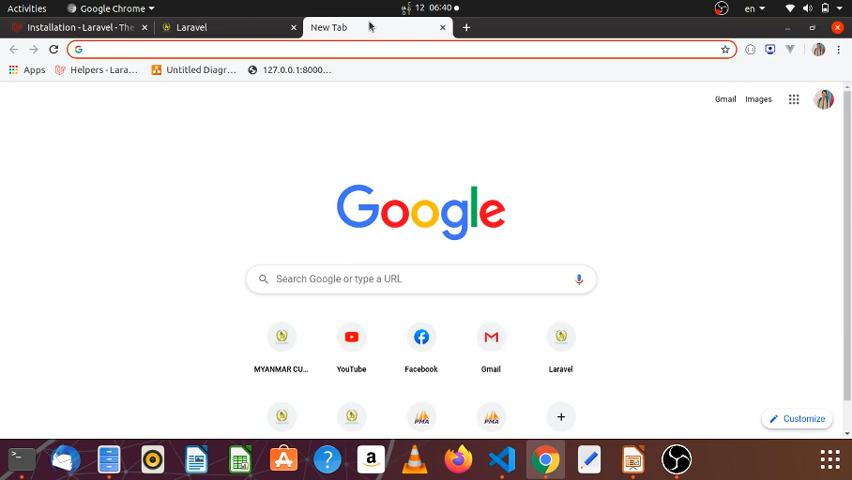 Activities
Google Chrome
12 06:40
en
Installation - Laravel - The
Laravel
New Tab
Apps
Helpers - Lara...
Untitled Diagr...
127.0.0.1:8000...
Gmail
Images
Google
Search Google or type a URL
MYANMAR CU...
YouTube
Facebook
Gmail
Laravel
PMA
PMA
Customize